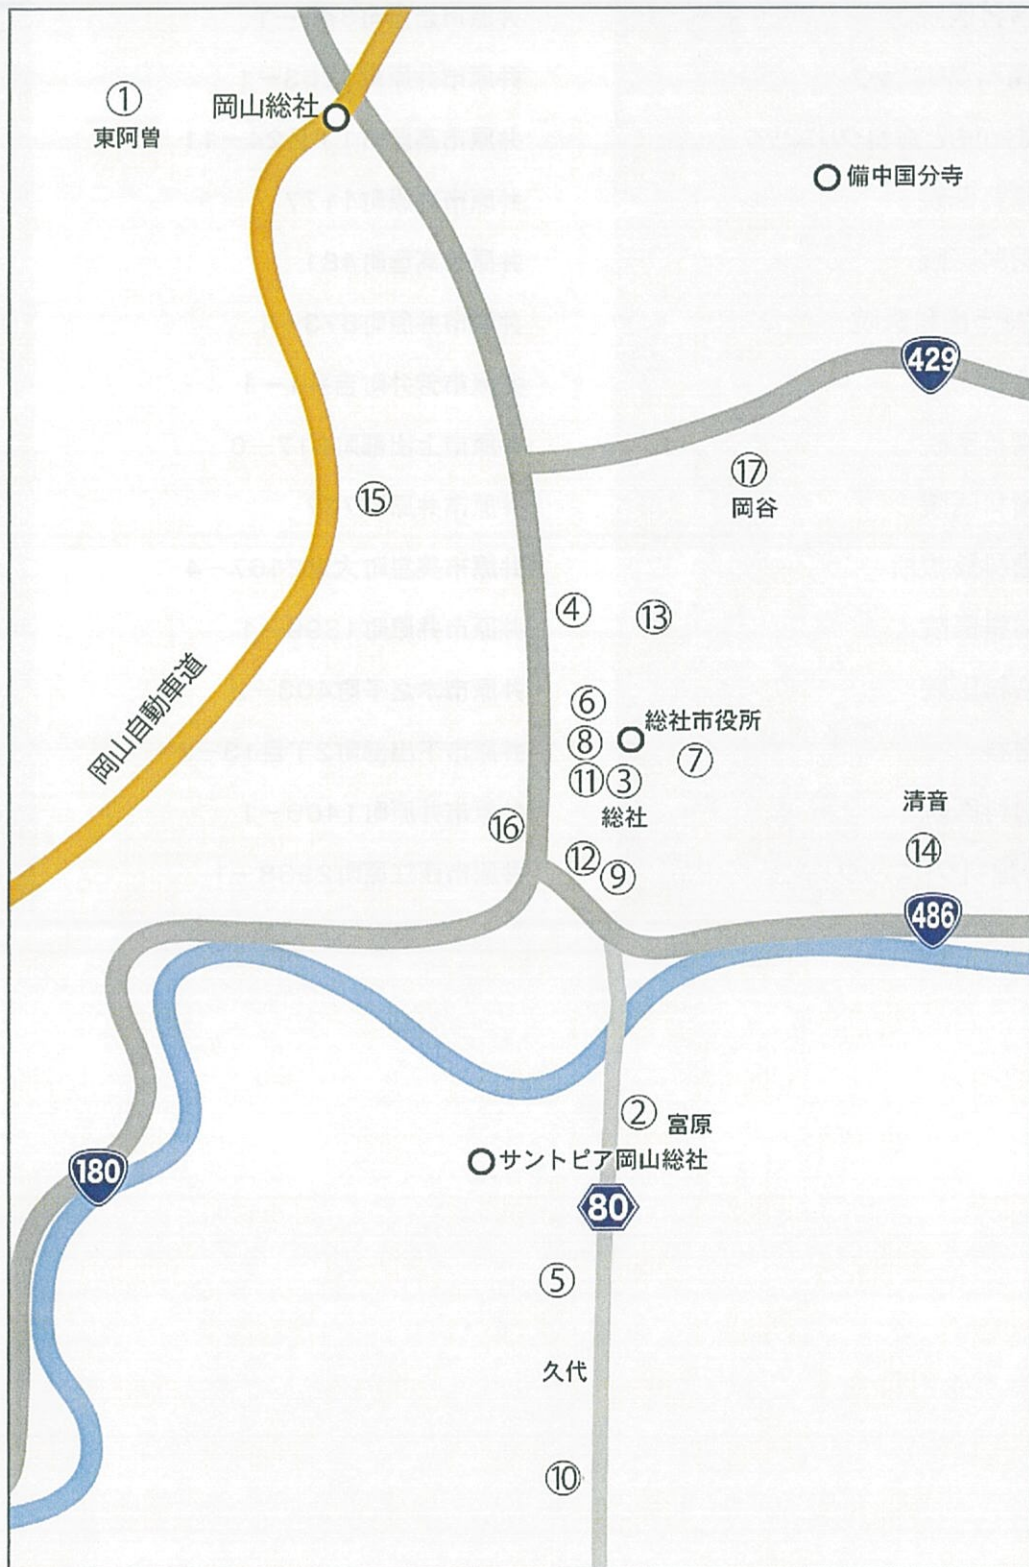 ①
東阿曽
岡山総社
備中国分寺
429
⑰
岡谷
⑮
④
⑬
岡山自動車道
⑥
総社市役所
⑧
⑦
⑪③
総社
清音
⑯
⑫
⑭
⑨
486
②
富原
サントピア岡山総社
180
80
⑤
久代
⑩